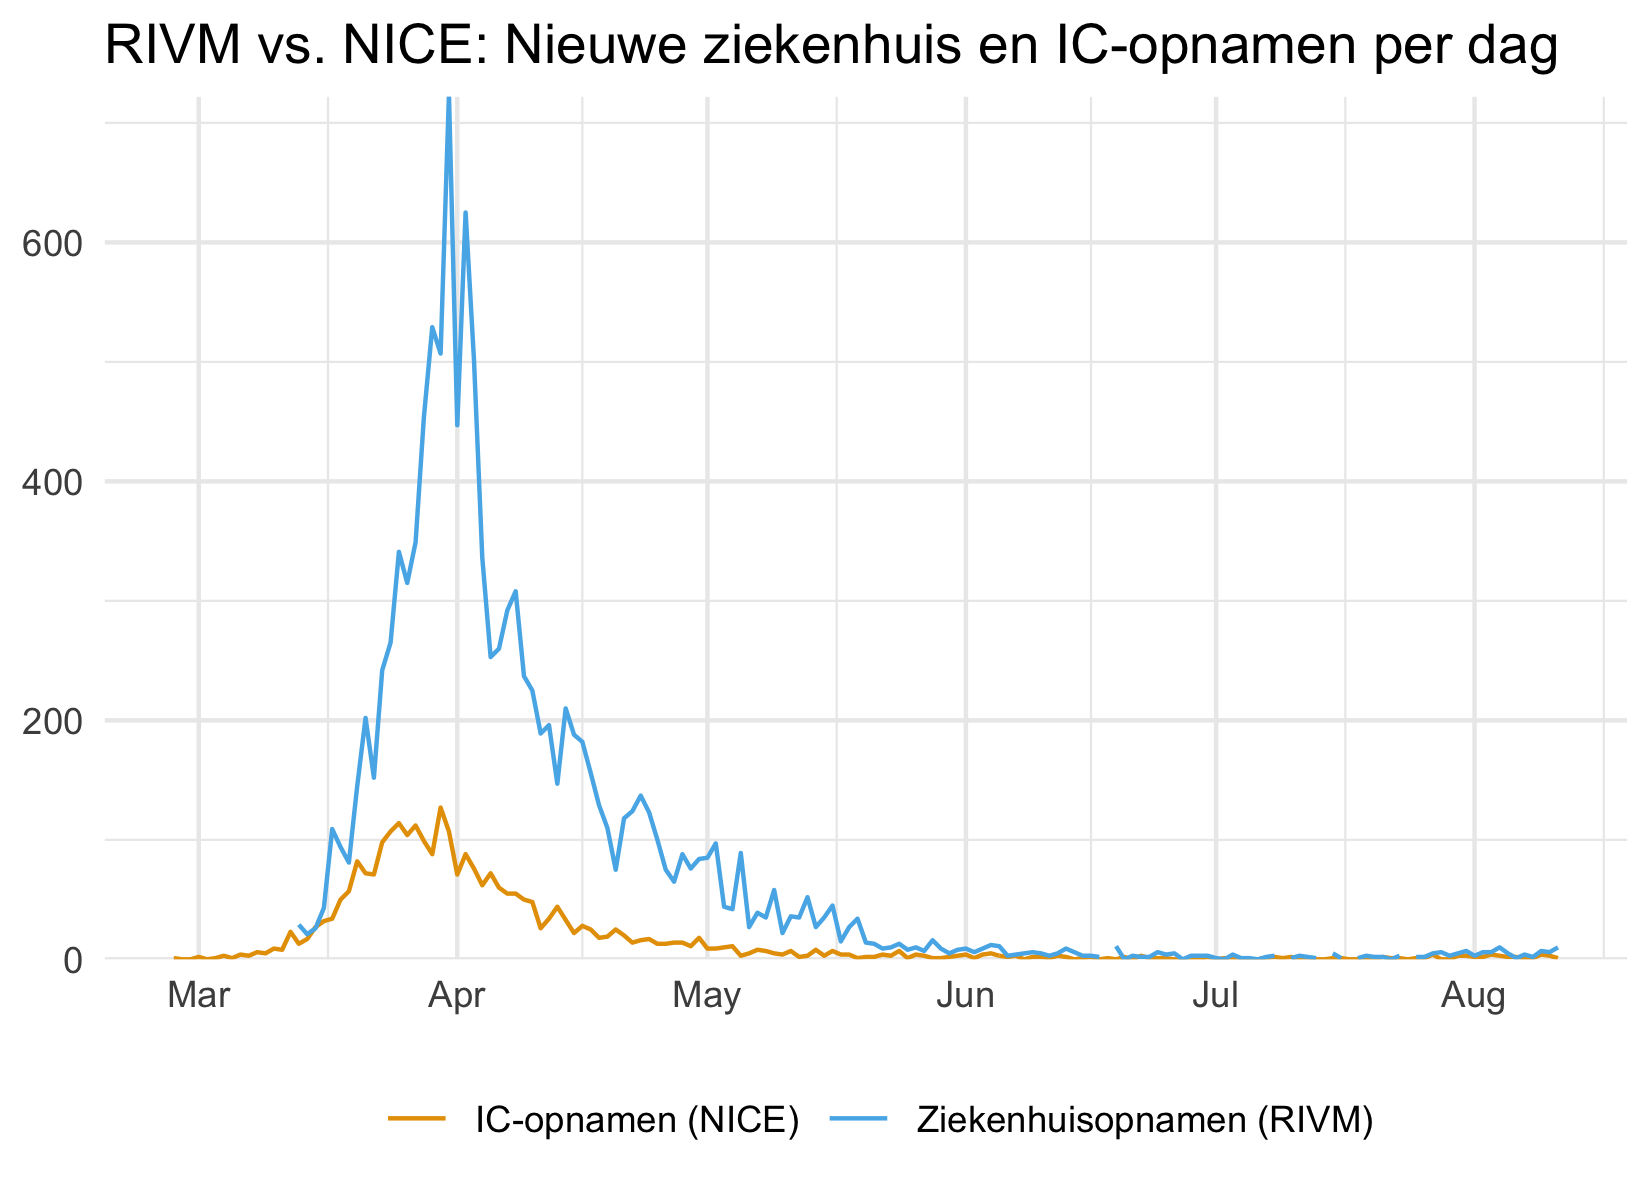 RIVM vs. NICE: Nieuwe ziekenhuis en IC-opnamen per dag
600
400
200
0
Mar Apr May Jun Jul Aug
IC-opnamen (NICE) Ziekenhuisopnamen (RIVM)